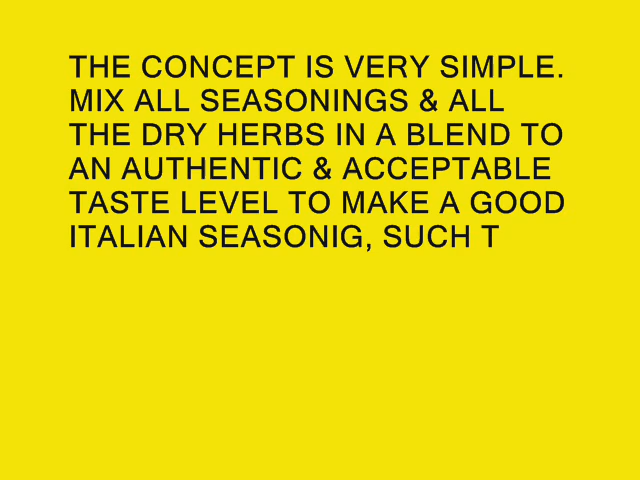 THE CONCEPT IS VERY SIMPLE.
MIX ALL SEASONINGS & ALL
THE DRY HERBS IN A BLEND TO
AN AUTHENTIC & ACCEPTABLE
TASTE LEVEL TO MAKE A GOOD
ITALIAN SEASONIG, SUCH T